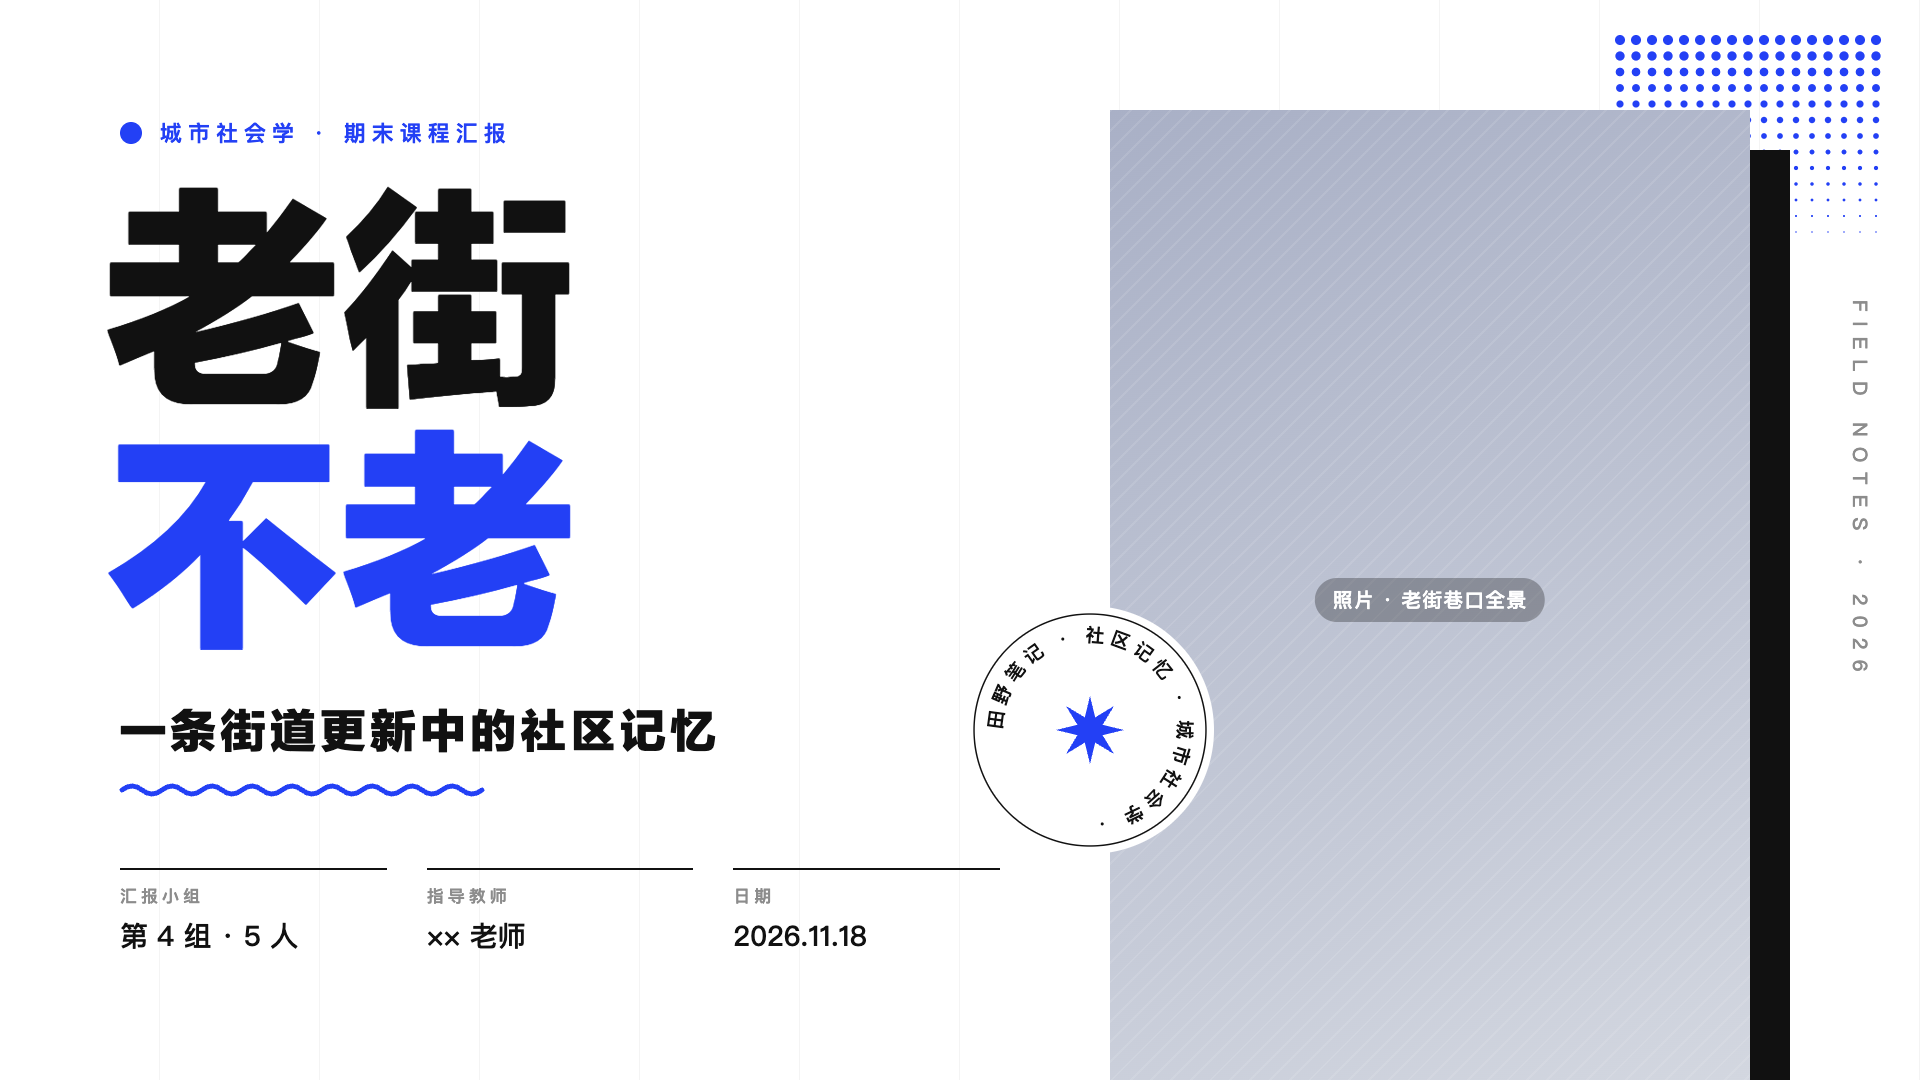 城市社会学 · 期末课程汇报
老街
不老
一条街道更新中的社区记忆
汇报小组
第 4 组 · 5 人
指导教师
×× 老师
日期
2026.11.18
田野笔记 · 社区记忆 · 城市社会学 ·
照片 · 老街巷口全景
FIELD NOTES · 2026